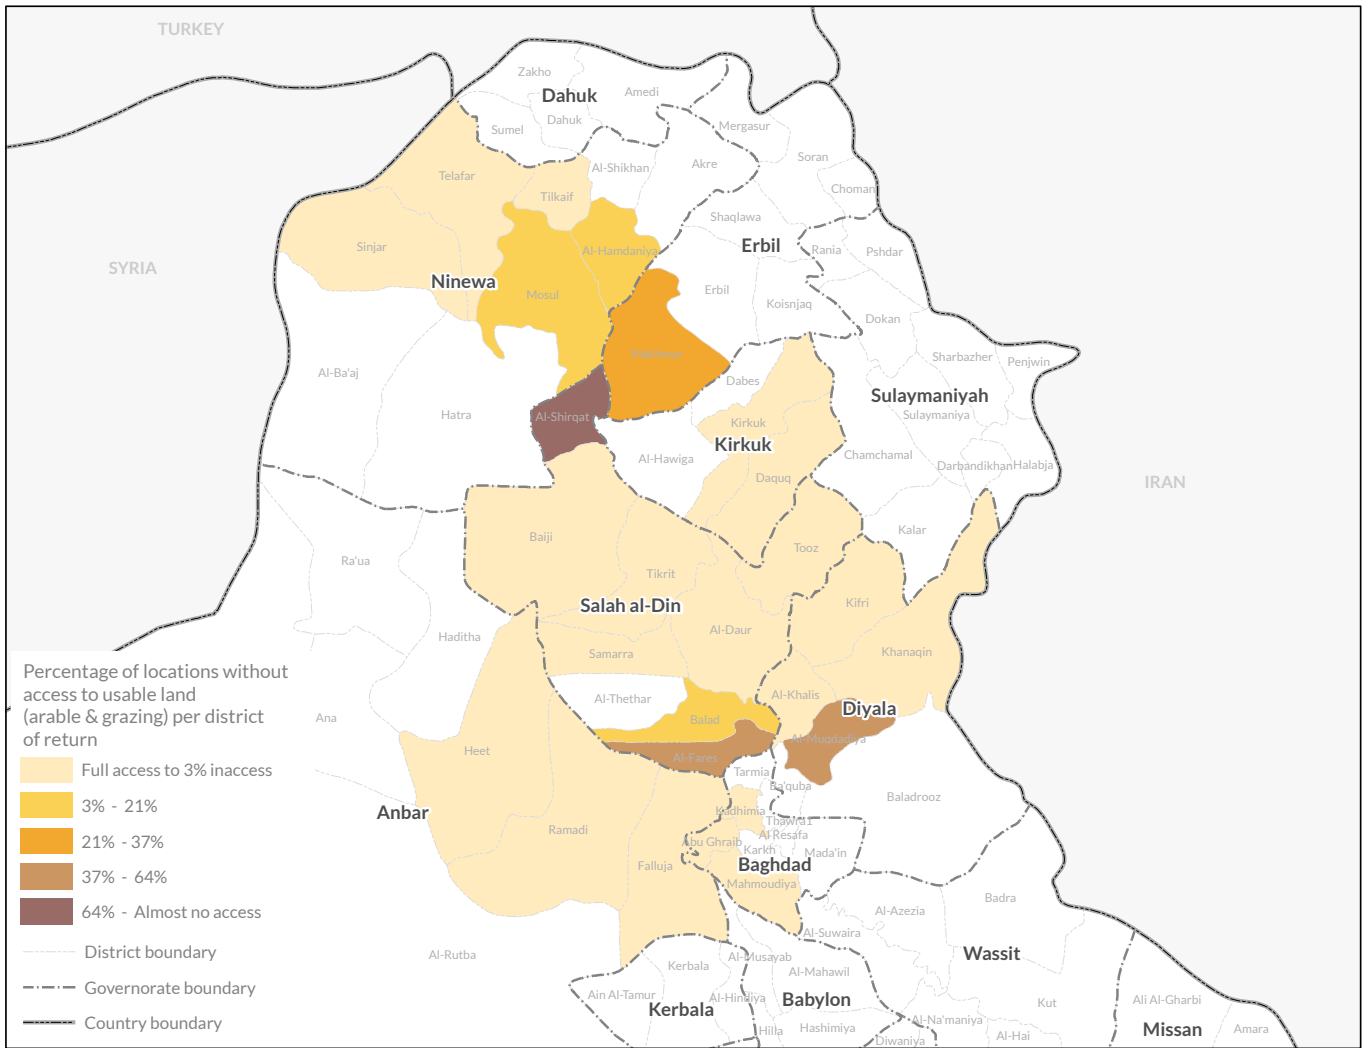 TURKEY
Zakho
Amedi
Dahuk
Dahuk
Sumel
Mergasur
Soran
Al-Shikhan
Akre
Telafar
Choman
Tilkaif
Shaqlawa
Sinjar
Erbil
Rania
Pshdar
Al-Hamdaniya
SYRIA
Ninewa
Mosul
Erbil
Koisnjaq
Dokan
Makhmur
Sharbazher
Penjwin
Al-Ba'aj
Dabes
Sulaymaniyah
Hatra
Al-Shirqat
Sulaymaniya
Kirkuk
Kirkuk
Al-Hawiga
Chamchamal
Darbandikhan
Halabja
Daquq
IRAN
Kalar
Baiji
Tooz
Ra'ua
Tikrit
Salah al-Din
Kifri
Al-Daur
Haditha
Samarra
Khanaqin
Al-Thethar
Al-Khalis
Diyala
Ana
Balad
Al-Muqdadiya
Heet
Al-Fares
Tarmia
Ba'quba
Baladrooz
Anbar
Kadhimia
Thawra1
Ramadi
Al Resafa
Abu Ghraib
Karkh
Mada'in
Falluja
Baghdad
Mahmoudiya
Badra
Al-Azezia
Al-Suwaira
Al-Rutba
Wassit
Al-Musayab
Kerbala
Al-Mahawil
Ain Al-Tamur
Al-Hindiya
Babylon
Kerbala
Kut
Ali Al-Gharbi
Al-Na'maniya
Hilla
Hashimiya
Diwaniya
Al-Hai
Missan
Amara
Percentage of locations without
access to usable land
(arable & grazing) per district
of return
Full access to 3% inaccess
3% - 21%
21% - 37%
37% - 64%
64% - Almost no access
District boundary
Governorate boundary
Country boundary